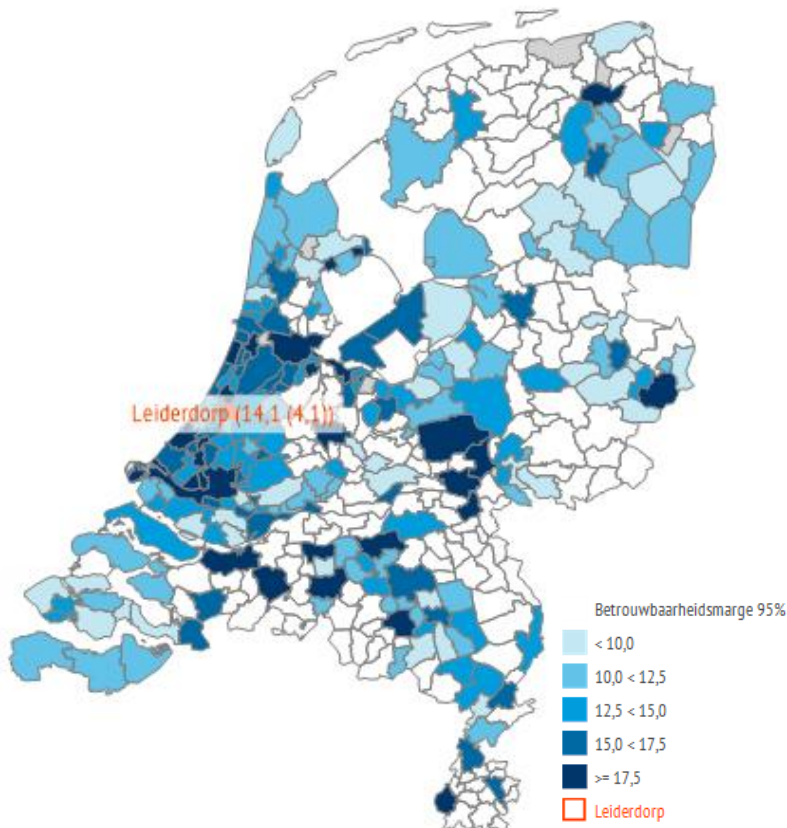 Leiderdorp (14,1 (4,1))
Betrouwbaarheidsmarge 95%
< 10,0
10,0 < 12,5
12,5 < 15,0
15,0 < 17,5
>= 17,5
Leiderdorp